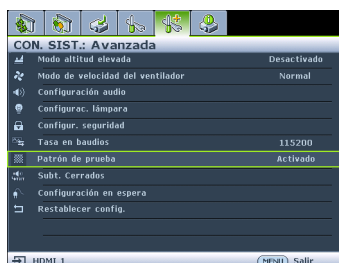 CON. SIST.: Avanzada
Modo altitud elevada Desactivado
Modo de velocidad del ventilador Normal
Configuración audio
Configurac. lámpara
Configur. seguridad
Tasa en baudios 115200
Patrón de prueba Activado
Subt. Cerrados
Configuración en espera
Restablecer config.
HDMI 1 MENU Salir